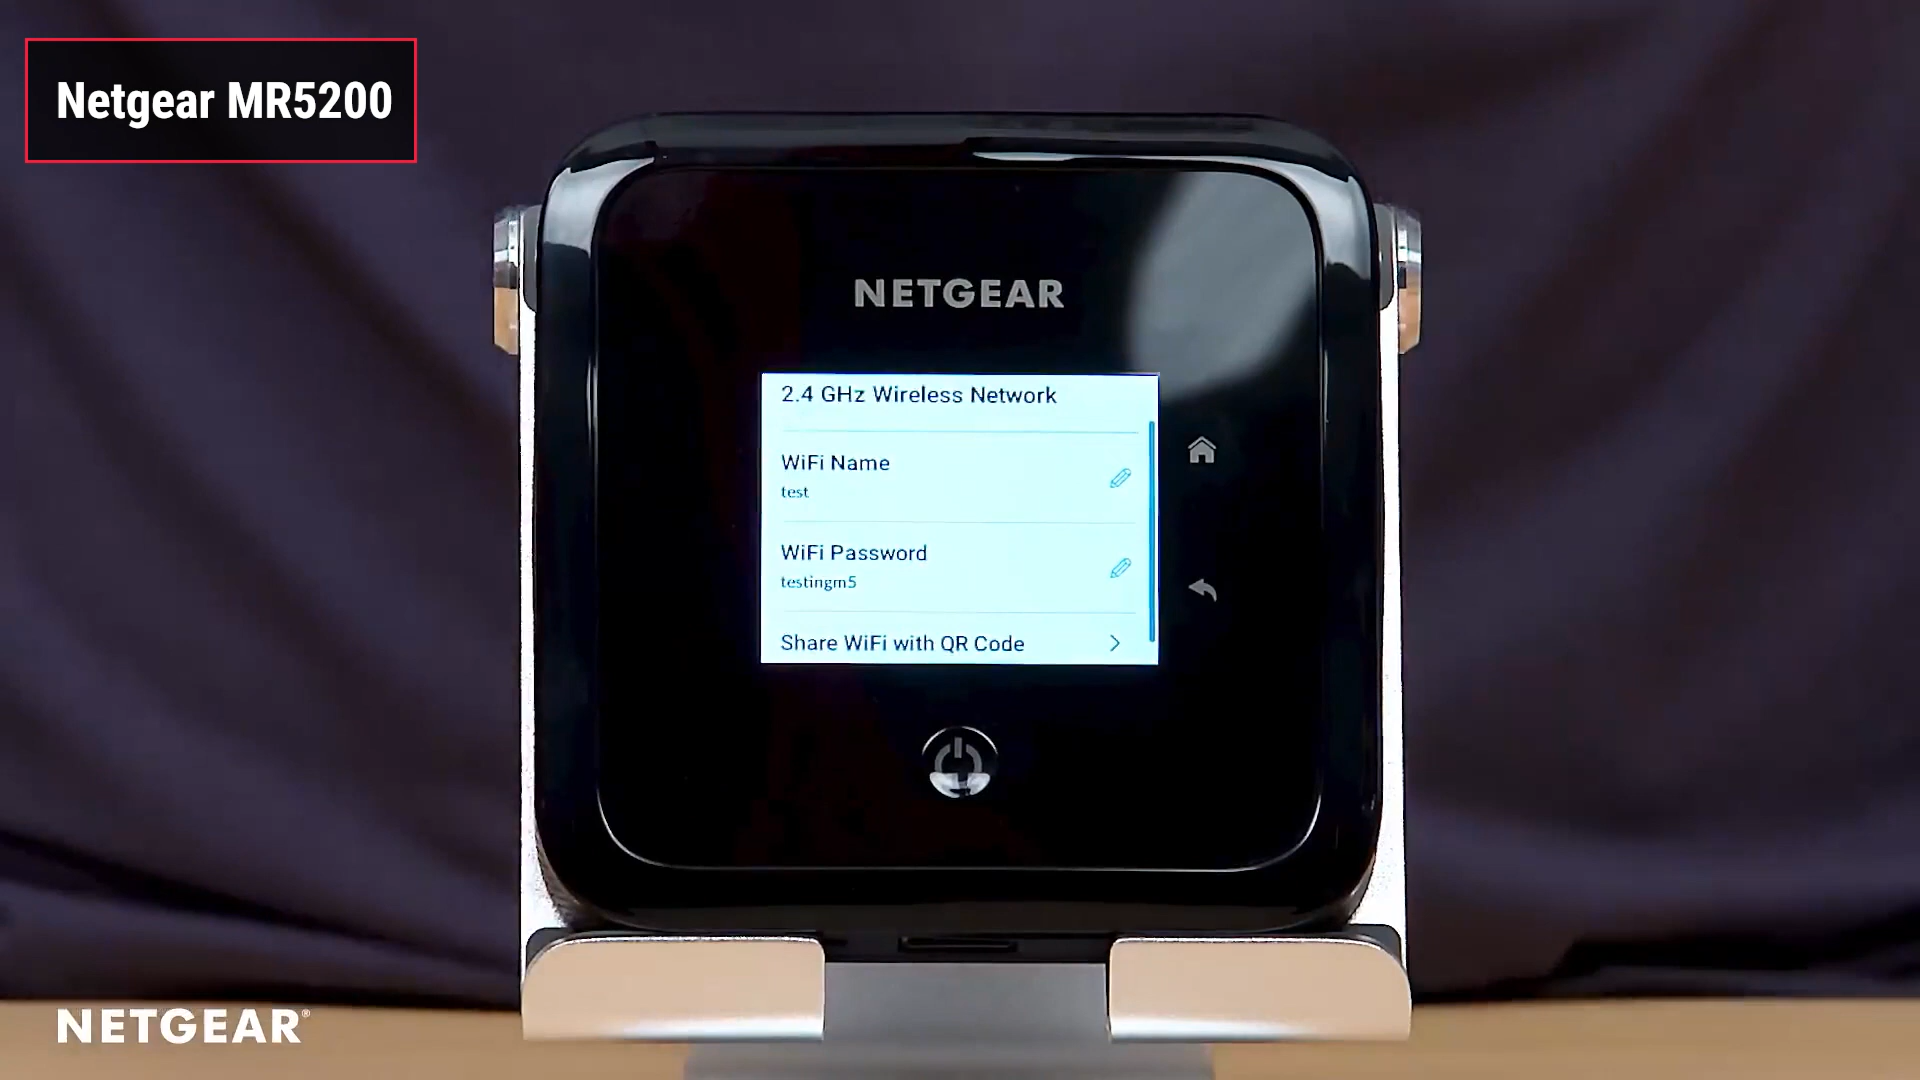 Netgear MR5200
NETGEAR
2.4 GHz Wireless Network
WiFi Name
test
WiFi Password
testingm5
Share WiFi with QR Code
NETGEAR®